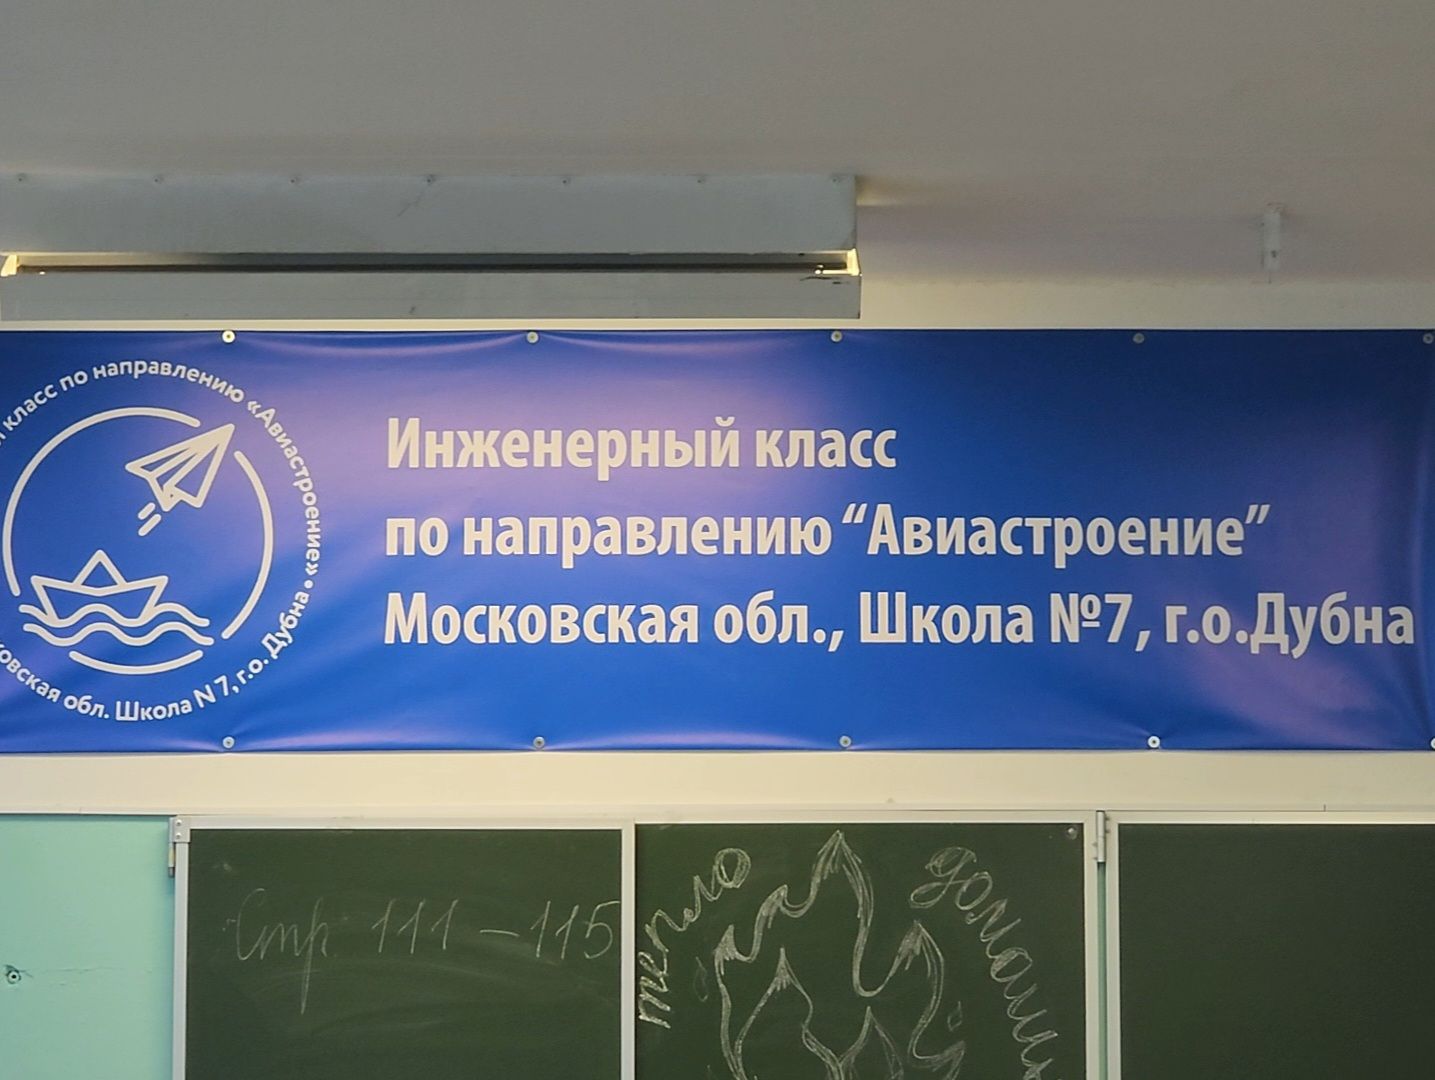 класс по направлению «Авиастроение» •
ковская обл. Школа N 7, г.о. Дубна
Инженерный класс
по направлению “Авиастроение”
Московская обл., Школа №7, г.о.Дубна
Стр 111 – 115
тепло